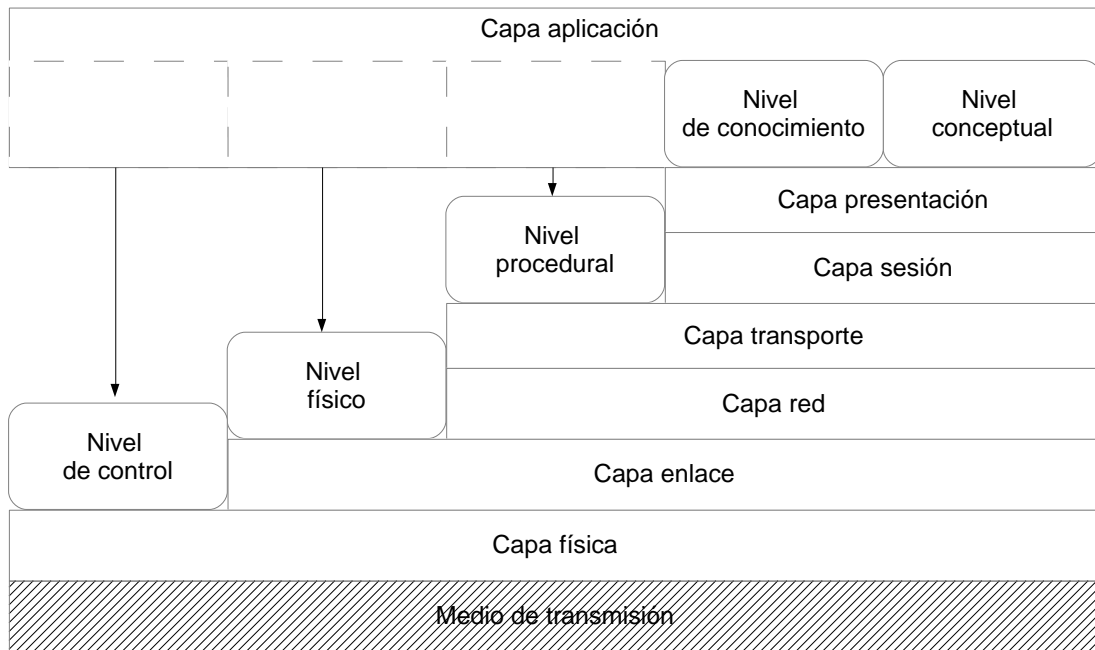 Capa aplicación
Nivel
de conocimiento
Nivel
conceptual
Capa presentación
Nivel
procedural
Capa sesión
Capa transporte
Nivel
físico
Capa red
Nivel
de control
Capa enlace
Capa física
Medio de transmisión